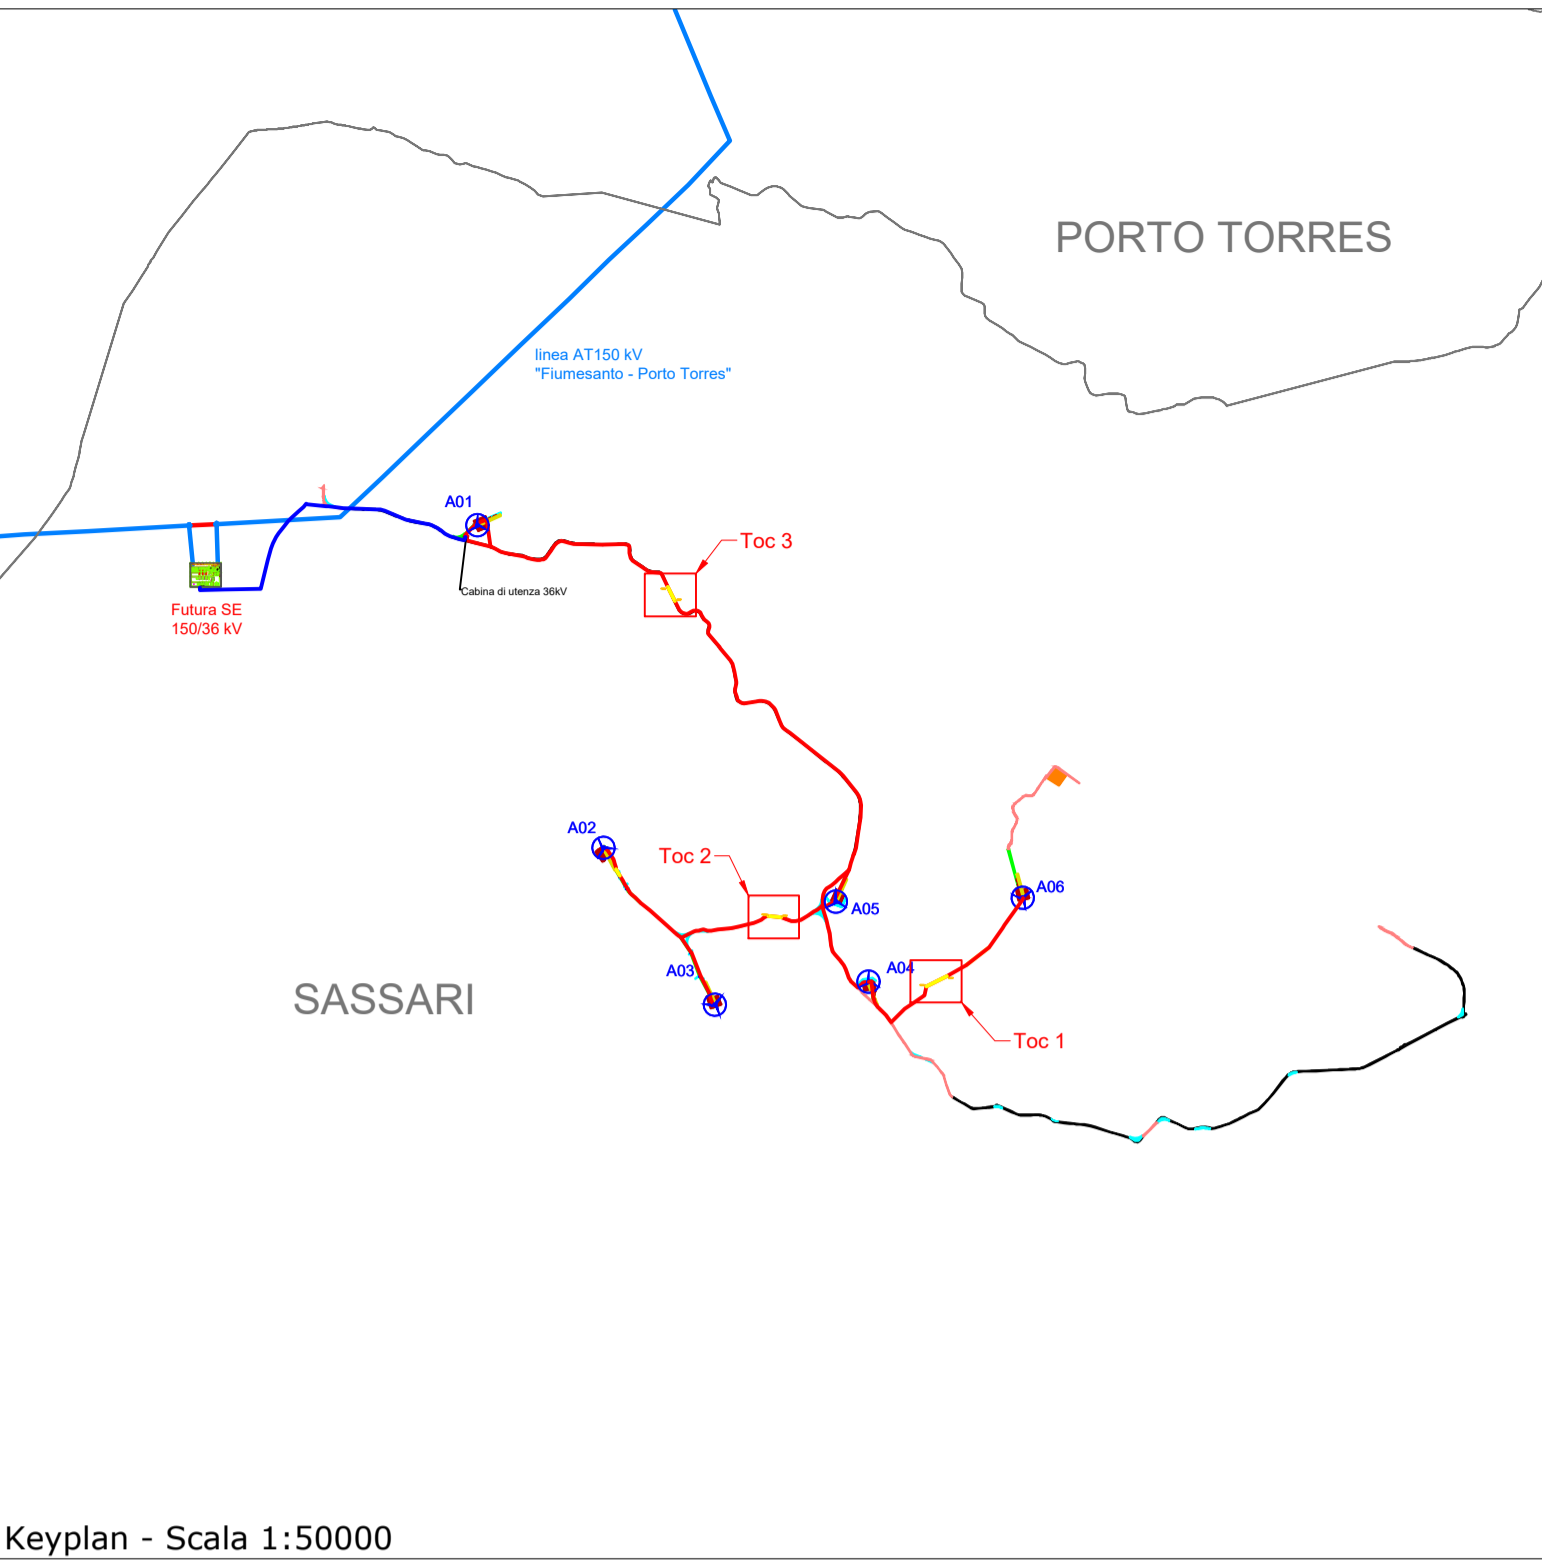 PORTO TORRES
linea AT150 kV
"Fiumesanto - Porto Torres"
A01
Toc 3
Cabina di utenza 36kV
Futura SE
150/36 kV
A02
Toc 2
A06
A05
A03
A04
SASSARI
Toc 1
Keyplan - Scala 1:50000